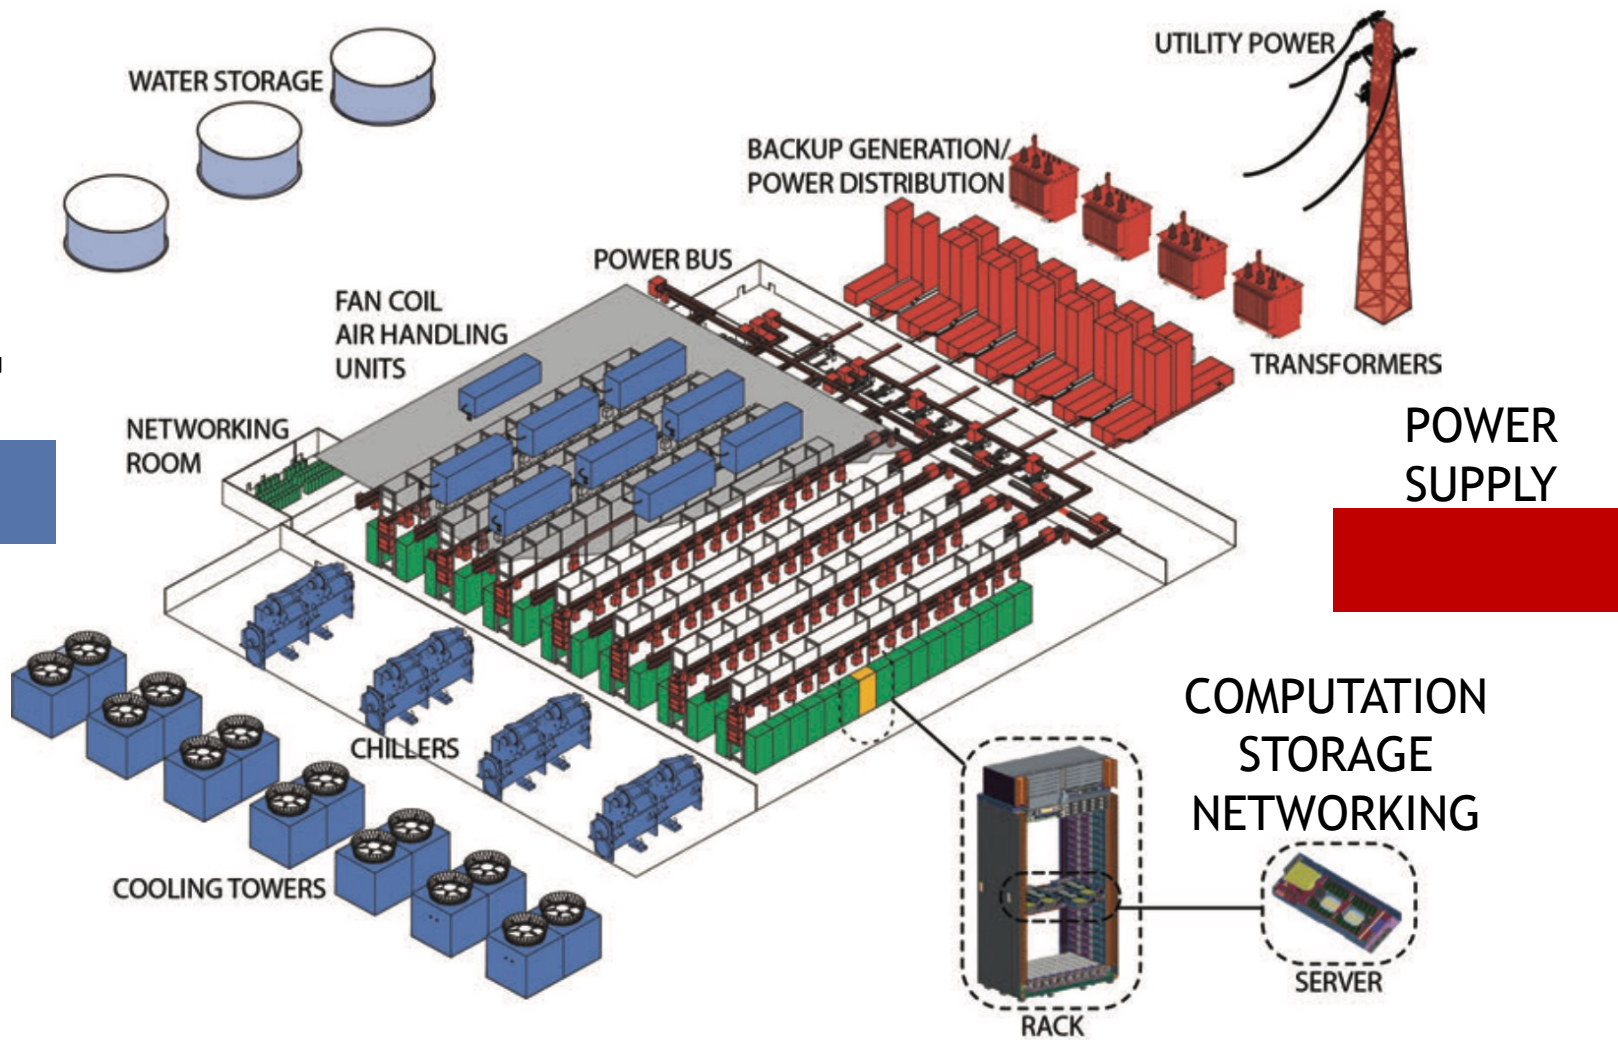 UTILITY POWER
WATER STORAGE
BACKUP GENERATION/
POWER DISTRIBUTION
POWER BUS
FAN COIL
AIR HANDLING
UNITS
TRANSFORMERS
NETWORKING
ROOM
POWER
SUPPLY
COMPUTATION
STORAGE
NETWORKING
CHILLERS
COOLING TOWERS
SERVER
RACK